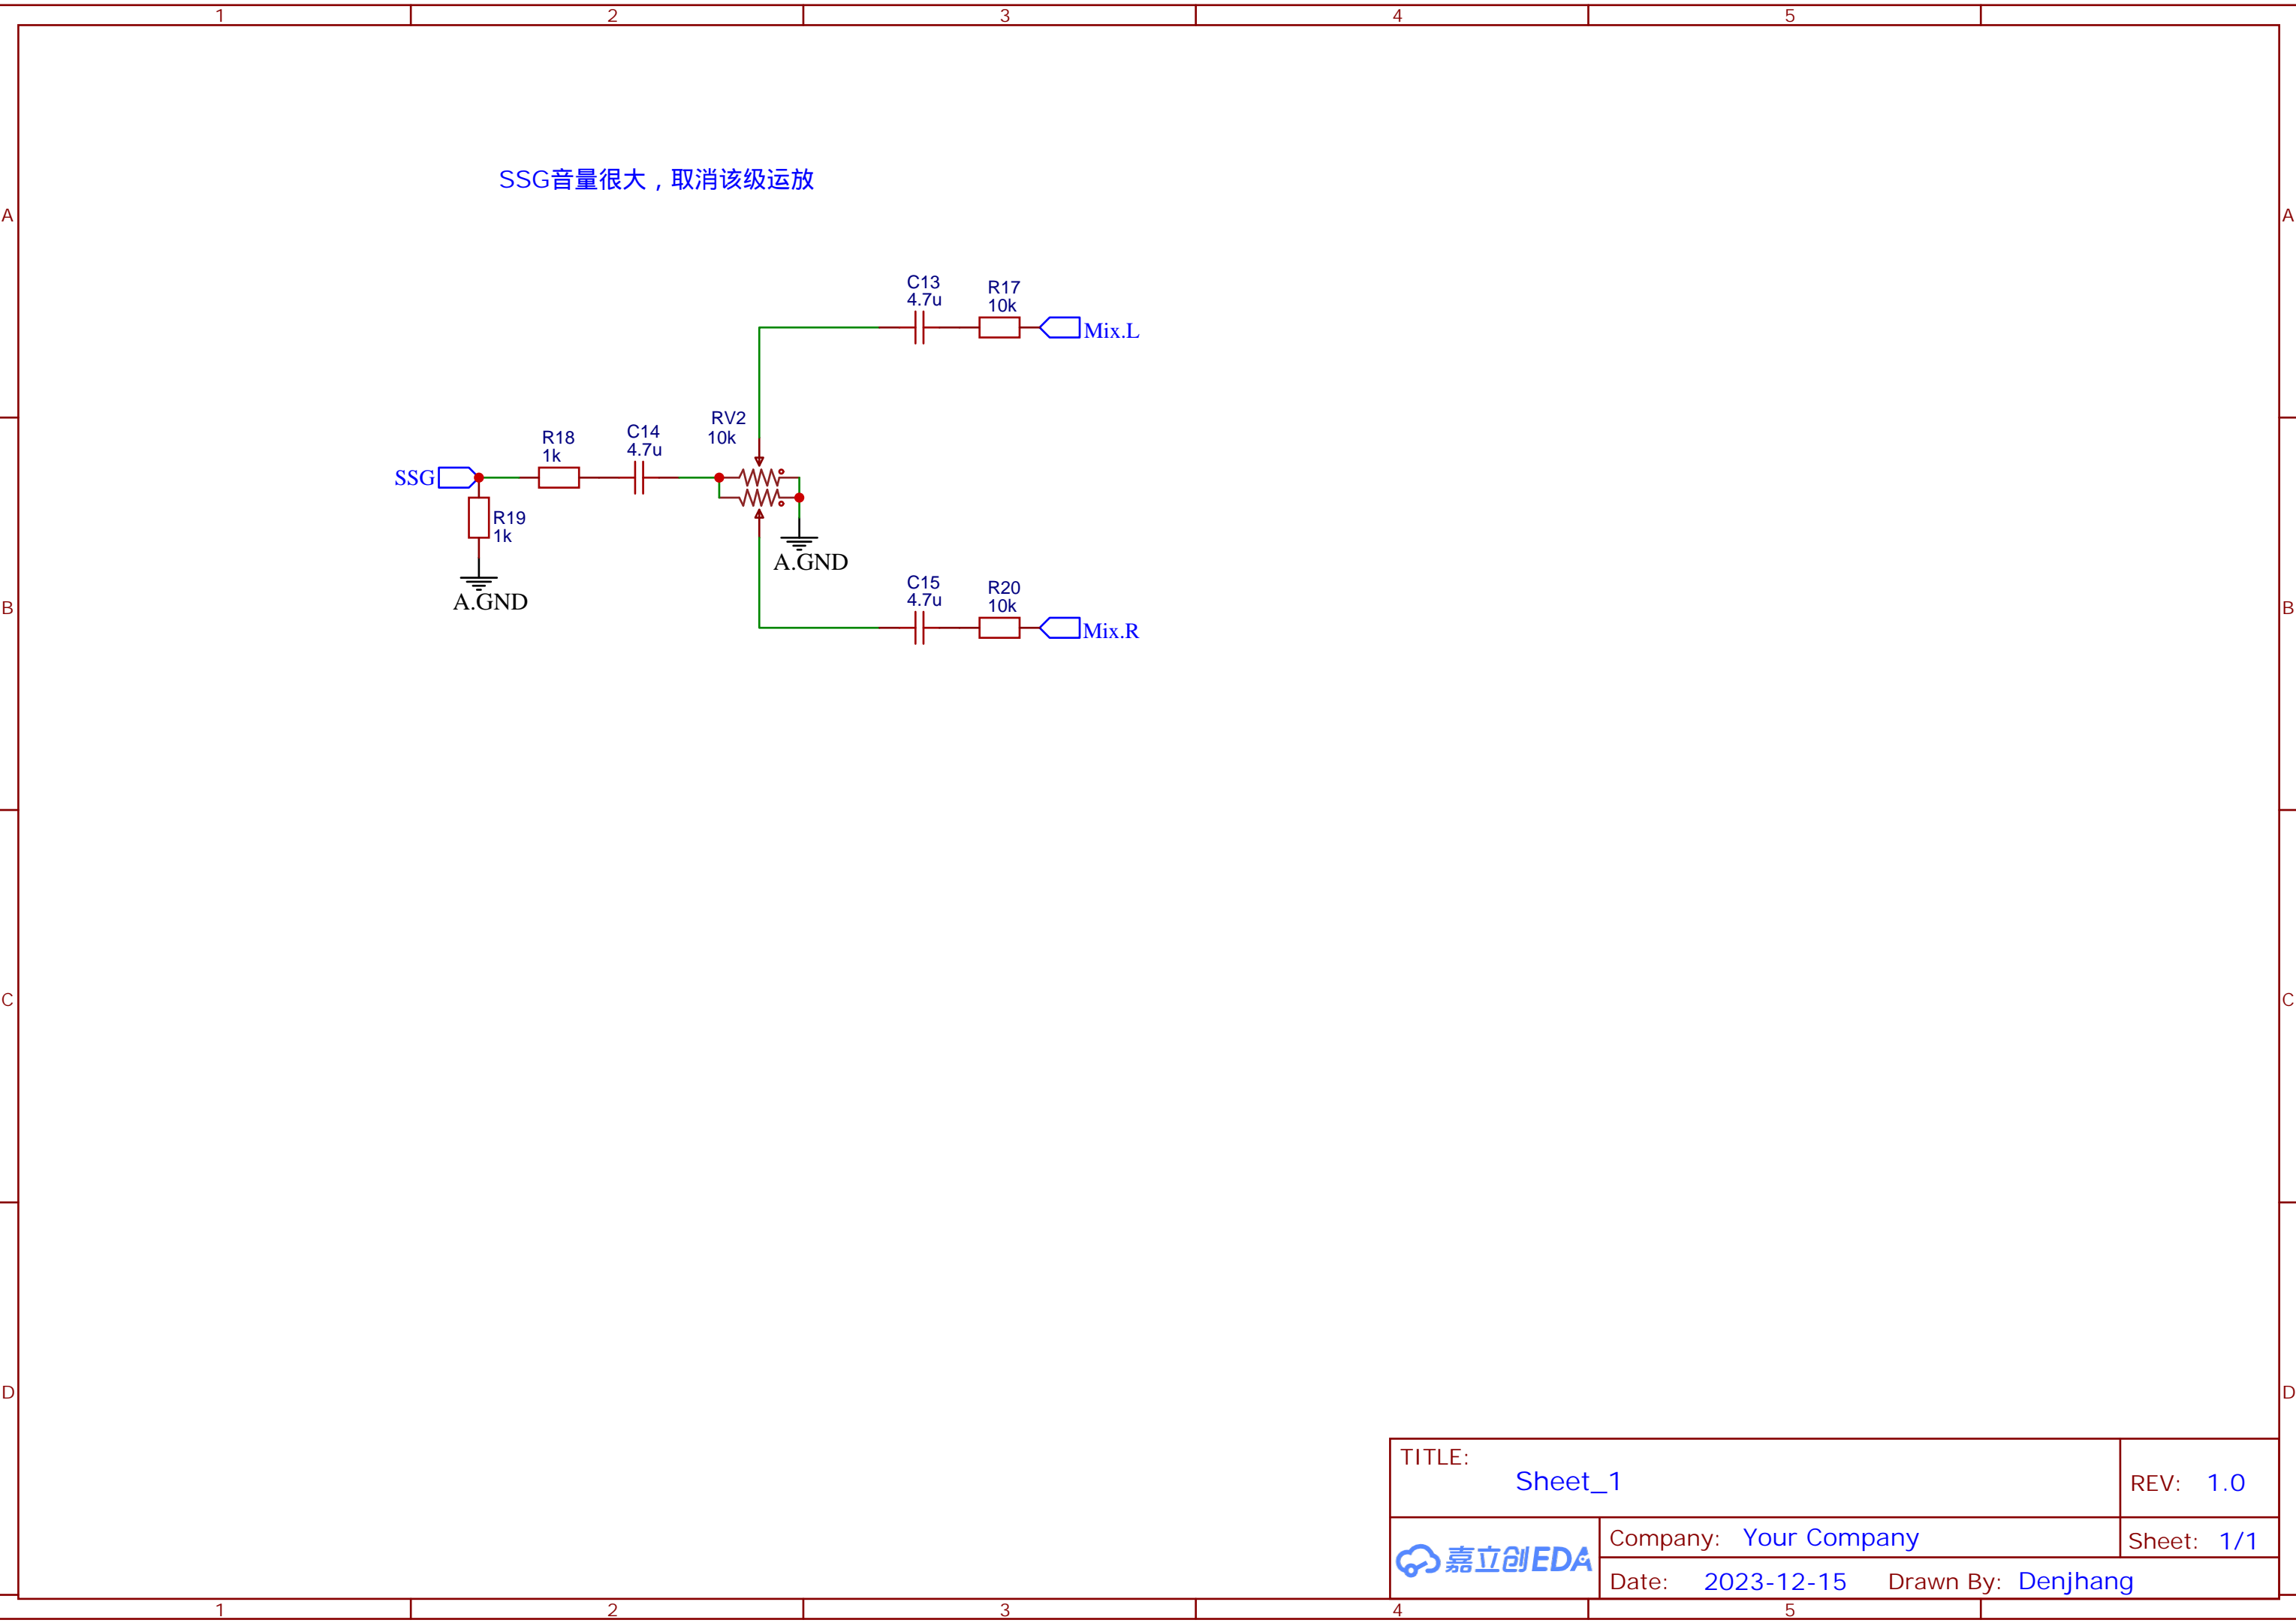 1 2 3 4 5
A A
SSG音量很大，取消该级运放
C13
4.7u
R17
10k
Mix.L
RV2
10k
R18
1k
C14
4.7u
SSG
R19
1k
A.GND
A.GND
C15
4.7u
R20
10k
Mix.R
B B
C C
D D
TITLE:
Sheet_1
REV: 1.0
嘉立创EDA
Company: Your Company
Sheet: 1/1
Date: 2023-12-15 Drawn By: Denjhang
1 2 3 4 5